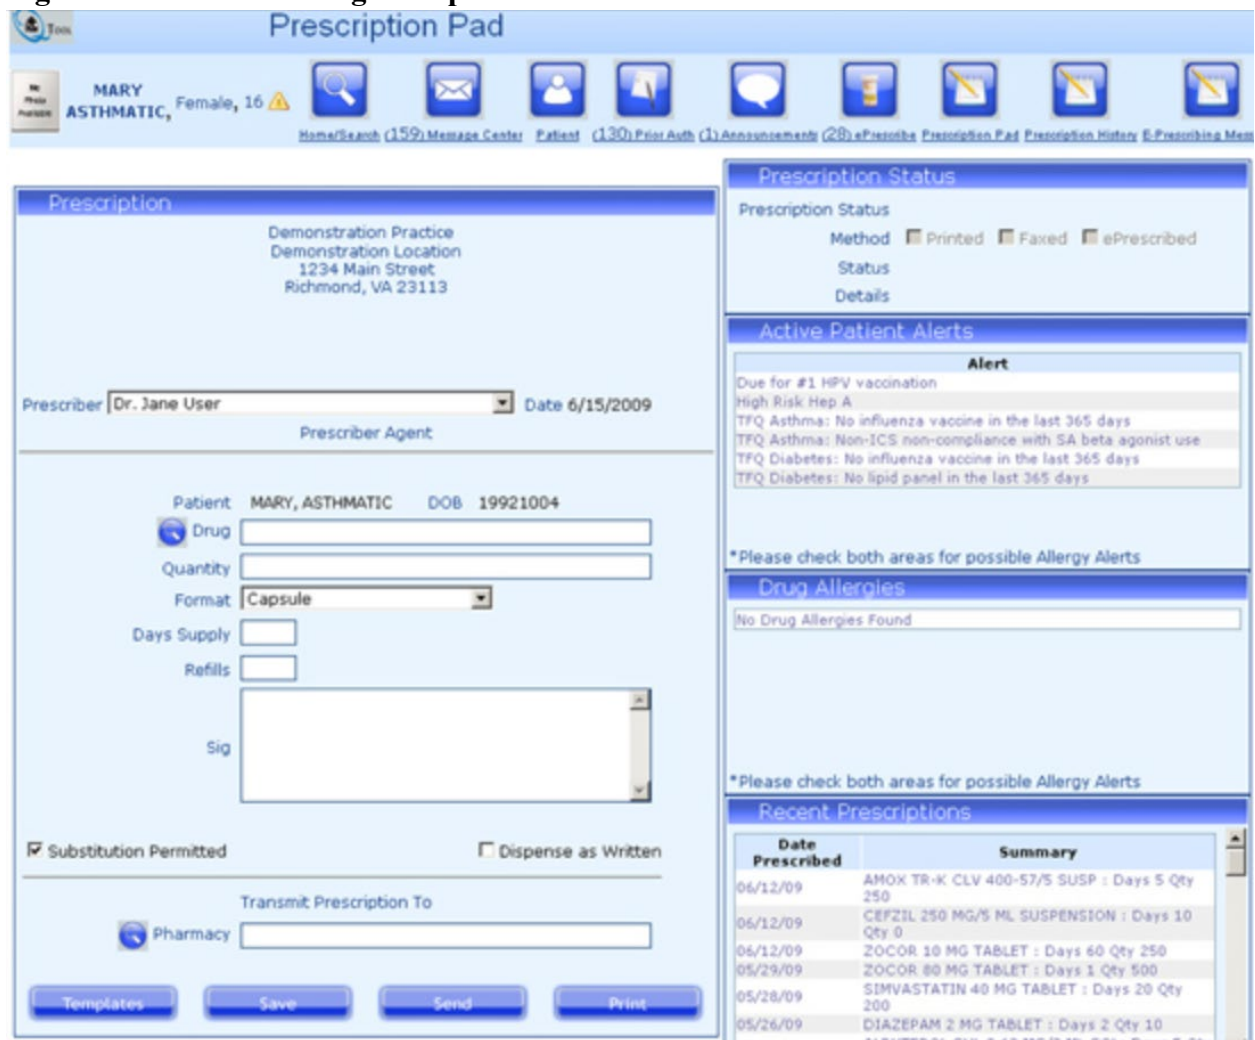 Tools
Prescription Pad
No
Photo
Available
MARY
ASTHMATIC, Female, 16
Home/Search (159) Message Center Patient (130) Prior Auth (1) Announcements (28) ePrescribe Prescription Pad Prescription History E-Prescribing Mess
Prescription
Demonstration Practice
Demonstration Location
1234 Main Street
Richmond, VA 23113
Prescriber Dr. Jane User Date 6/15/2009
Prescriber Agent
Patient MARY, ASTHMATIC DOB 19921004
Drug
Quantity
Format Capsule
Days Supply
Refills
Sig
Substitution Permitted Dispense as Written
Transmit Prescription To
Pharmacy
Templates Save Send Print
Prescription Status
Prescription Status
Method Printed Faxed ePrescribed
Status
Details
Active Patient Alerts
Alert
Due for #1 HPV vaccination
High Risk Hep A
TFQ Asthma: No influenza vaccine in the last 365 days
TFQ Asthma: Non-ICS non-compliance with SA beta agonist use
TFQ Diabetes: No influenza vaccine in the last 365 days
TFQ Diabetes: No lipid panel in the last 365 days
*Please check both areas for possible Allergy Alerts
Drug Allergies
No Drug Allergies Found
*Please check both areas for possible Allergy Alerts
Recent Prescriptions
Date
Prescribed
Summary
06/12/09 AMOX TR-K CLV 400-57/5 SUSP : Days 5 Qty
250
06/12/09 CEFZIL 250 MG/5 ML SUSPENSION : Days 10
Qty 0
06/12/09 ZOCOR 10 MG TABLET : Days 60 Qty 250
05/29/09 ZOCOR 80 MG TABLET : Days 1 Qty 500
05/28/09 SIMVASTATIN 40 MG TABLET : Days 20 Qty
200
05/26/09 DIAZEPAM 2 MG TABLET : Days 2 Qty 10